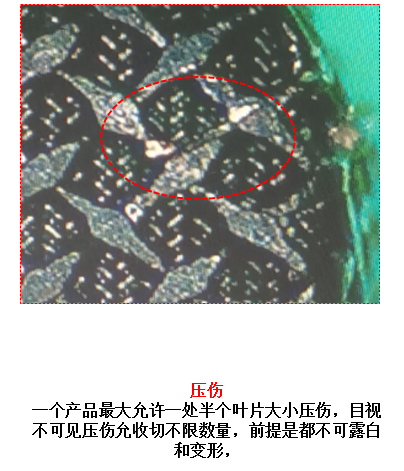 压伤
一个产品最大允许一处半个叶片大小压伤，目视
不可见压伤允收切不限数量，前提是都不可露白
和变形，